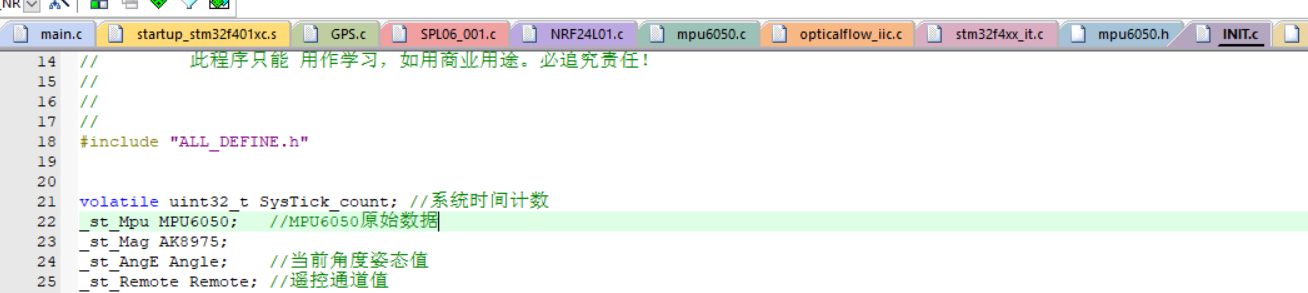 main.c startup_stm32f401xc.s GPS.c SPL06_001.c NRF24L01.c mpu6050.c opticalflow_iic.c stm32f4xx_it.c mpu6050.h INIT.c
14 // 此程序只能 用作学习，如用商业用途。必追究责任！
15 //
16 //
17 //
18 #include "ALL_DEFINE.h"
19
20
21 volatile uint32_t SysTick_count; //系统时间计数
22 _st_Mpu MPU6050; //MPU6050原始数据
23 _st_Mag AK8975;
24 _st_AngE Angle; //当前角度姿态值
25 _st_Remote Remote; //遥控通道值